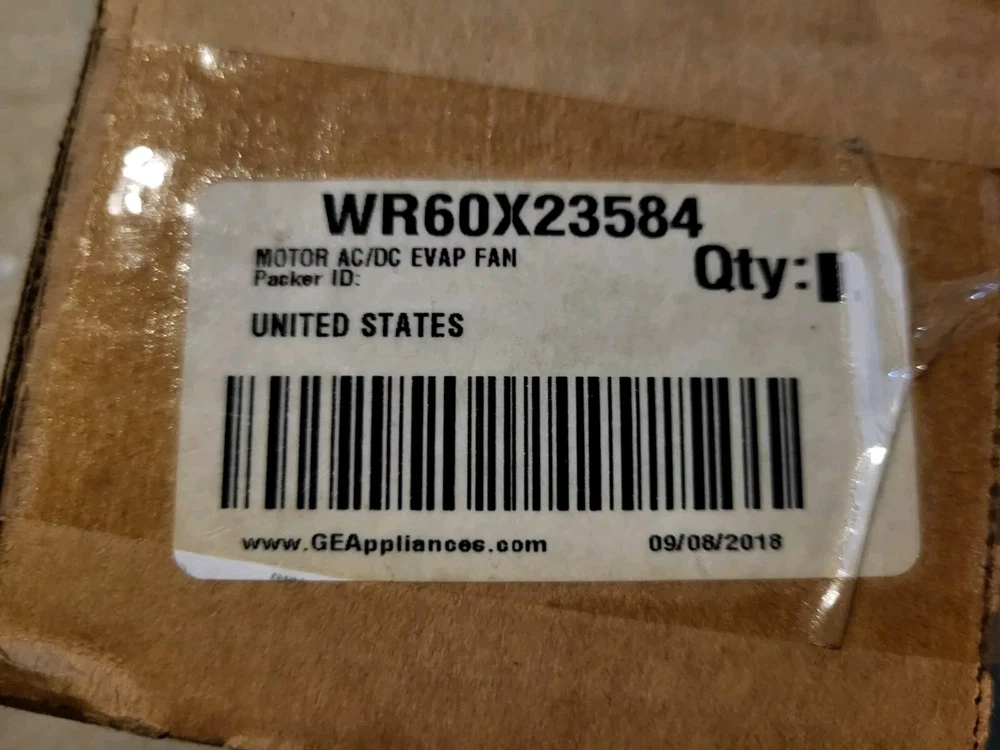 WR60X23584
MOTOR AC/DC EVAP FAN
Qty:
Packer ID:
UNITED STATES
www.GEAppliances.com
09/08/2018